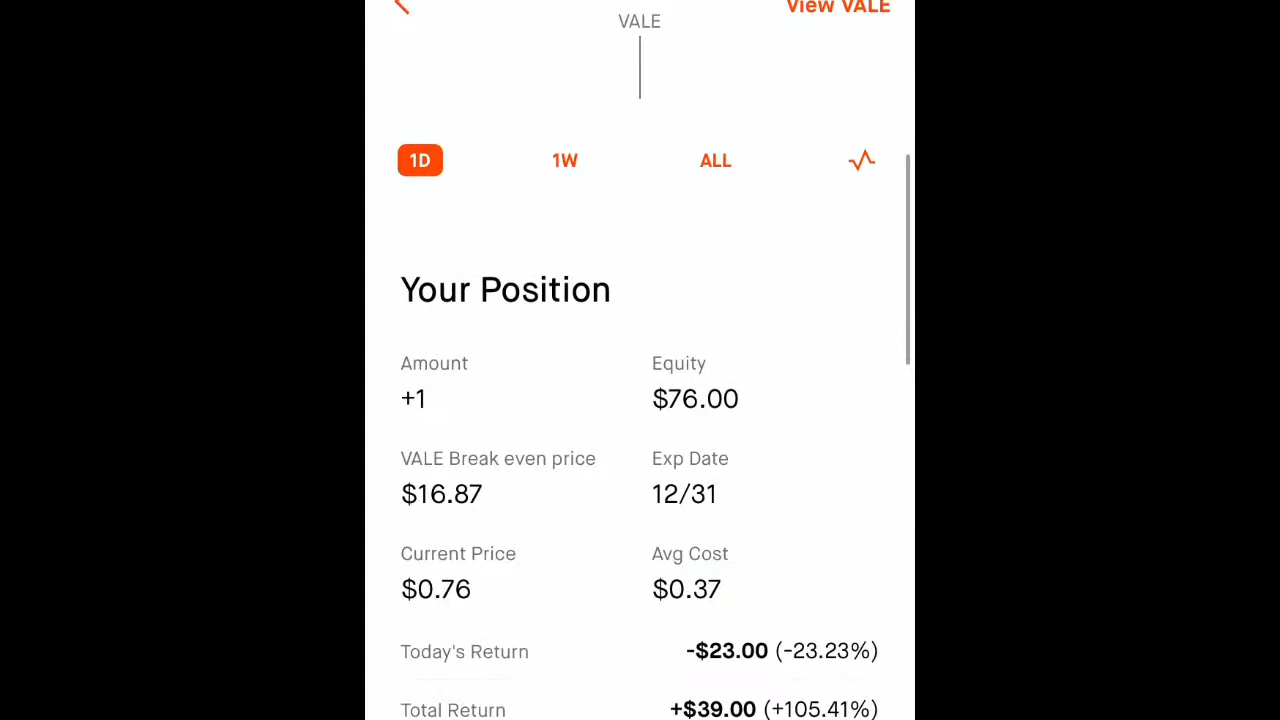 View VALE
VALE
1D 1W ALL
Your Position
Amount Equity
+1 $76.00
VALE Break even price Exp Date
$16.87 12/31
Current Price Avg Cost
$0.76 $0.37
Today's Return -$23.00 (-23.23%)
Total Return +$39.00 (+105.41%)